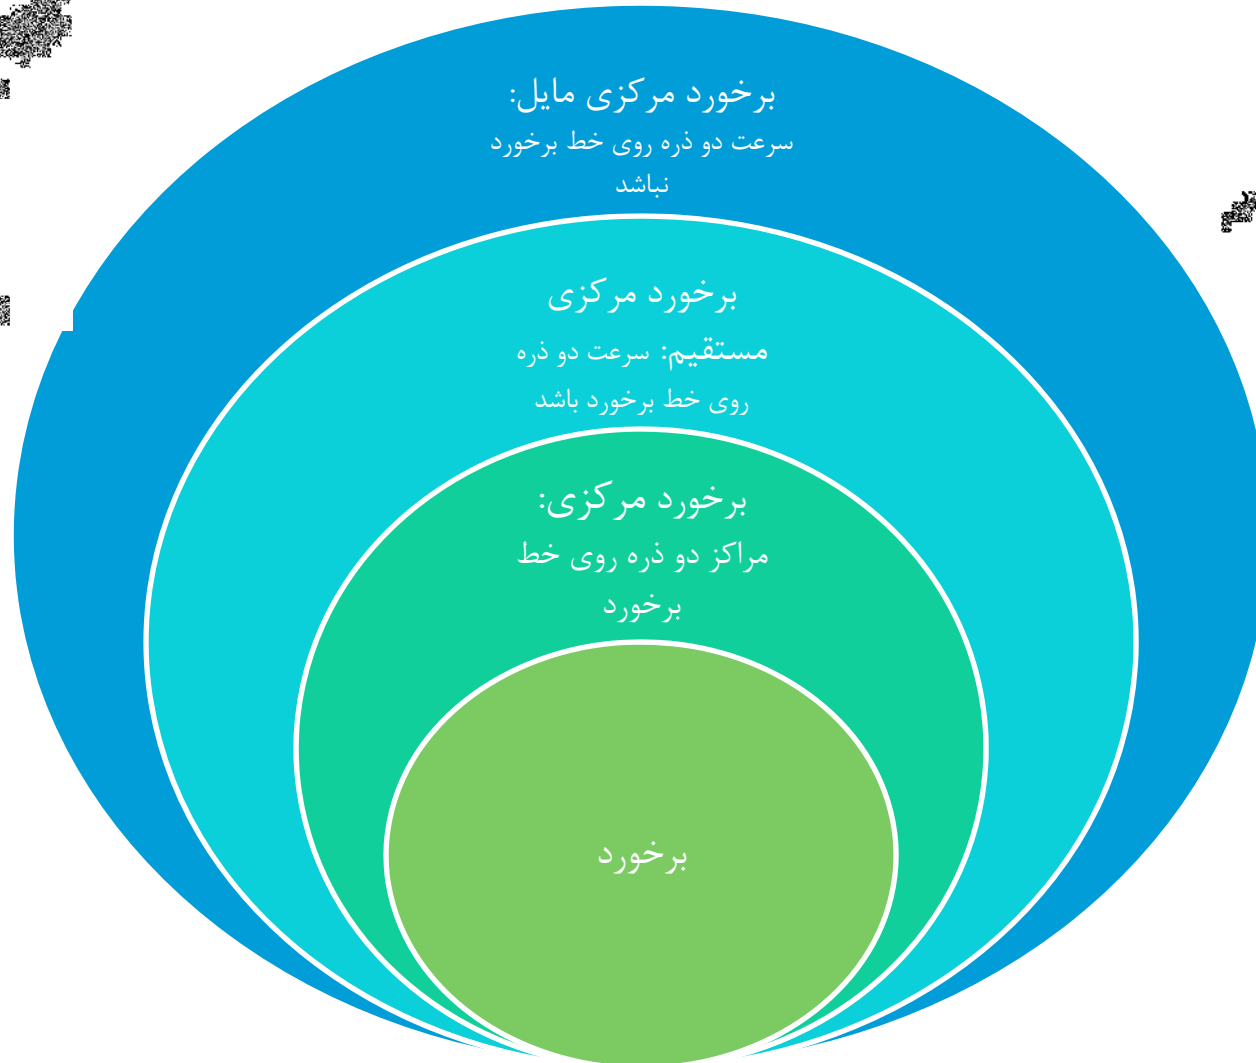 برخورد مرکزی مایل:
سرعت دو ذره روی خط برخورد
نباشد
برخورد مرکزی
مستقیم: سرعت دو ذره
روی خط برخورد باشد
برخورد مرکزی:
مراکز دو ذره روی خط
برخورد
برخورد